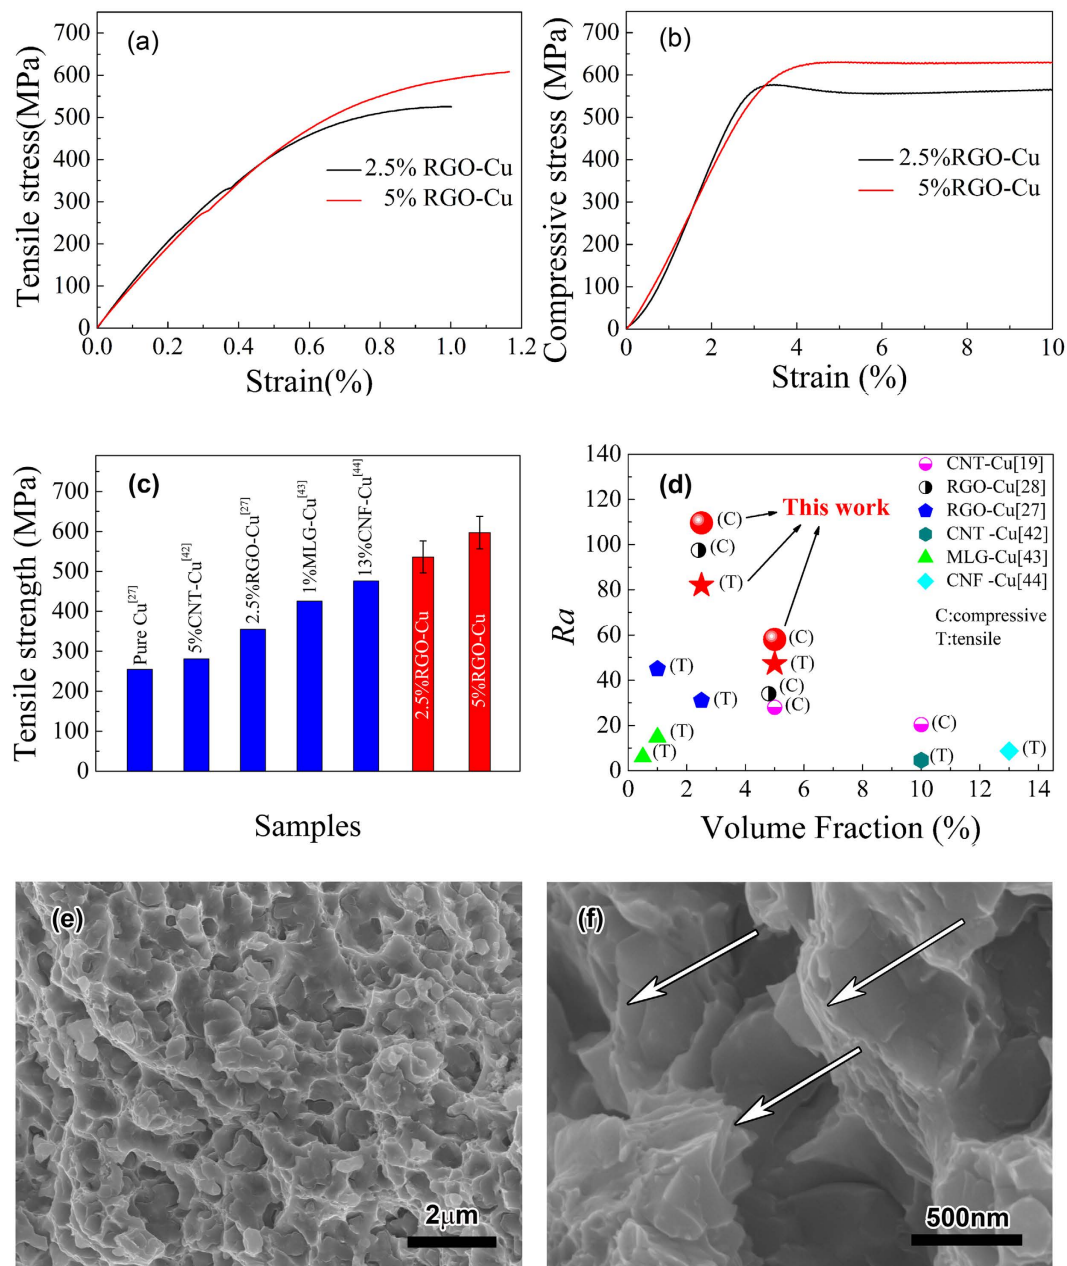 (a)
700
600
500
400
300
200
100
0
Tensile stress(MPa)
2.5% RGO-Cu
5% RGO-Cu
0.0 0.2 0.4 0.6 0.8 1.0 1.2
Strain(%)
(b)
700
600
500
400
300
200
100
0
Compressive stress (MPa)
2.5%RGO-Cu
5%RGO-Cu
0 2 4 6 8 10
Strain (%)
(c)
700
600
500
400
300
200
100
0
Tensile strength (MPa)
Pure Cu[27]
5%CNT-Cu[42]
2.5%RGO-Cu[27]
1%MLG-Cu[43]
13%CNF-Cu[44]
2.5%RGO-Cu
5%RGO-Cu
Samples
(d)
140
120
100
80
60
40
20
0
Ra
CNT-Cu[19]
RGO-Cu[28]
RGO-Cu[27]
CNT -Cu[42]
MLG-Cu[43]
CNF -Cu[44]
C:compressive
T:tensile
This work
(C)
(C)
(T)
(C)
(T)
(C)
(C)
(T)
(T)
(T)
(T)
(C)
(T)
(T)
0 2 4 6 8 10 12 14
Volume Fraction (%)
(e)
2μm
(f)
500nm